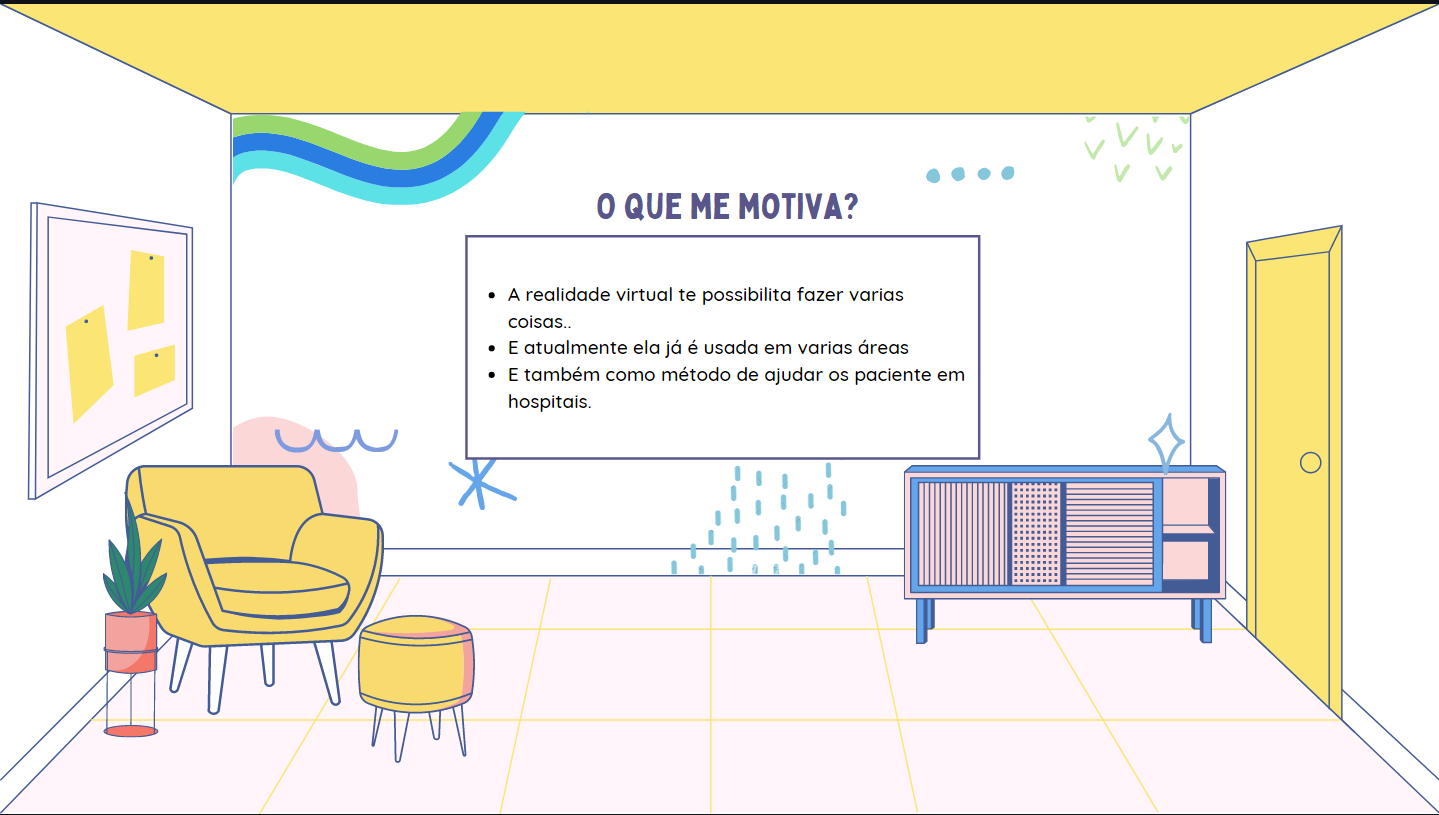 O QUE ME MOTIVA?
• A realidade virtual te possibilita fazer varias
coisas..
• E atualmente ela já é usada em varias áreas
• E também como método de ajudar os paciente em
hospitais.